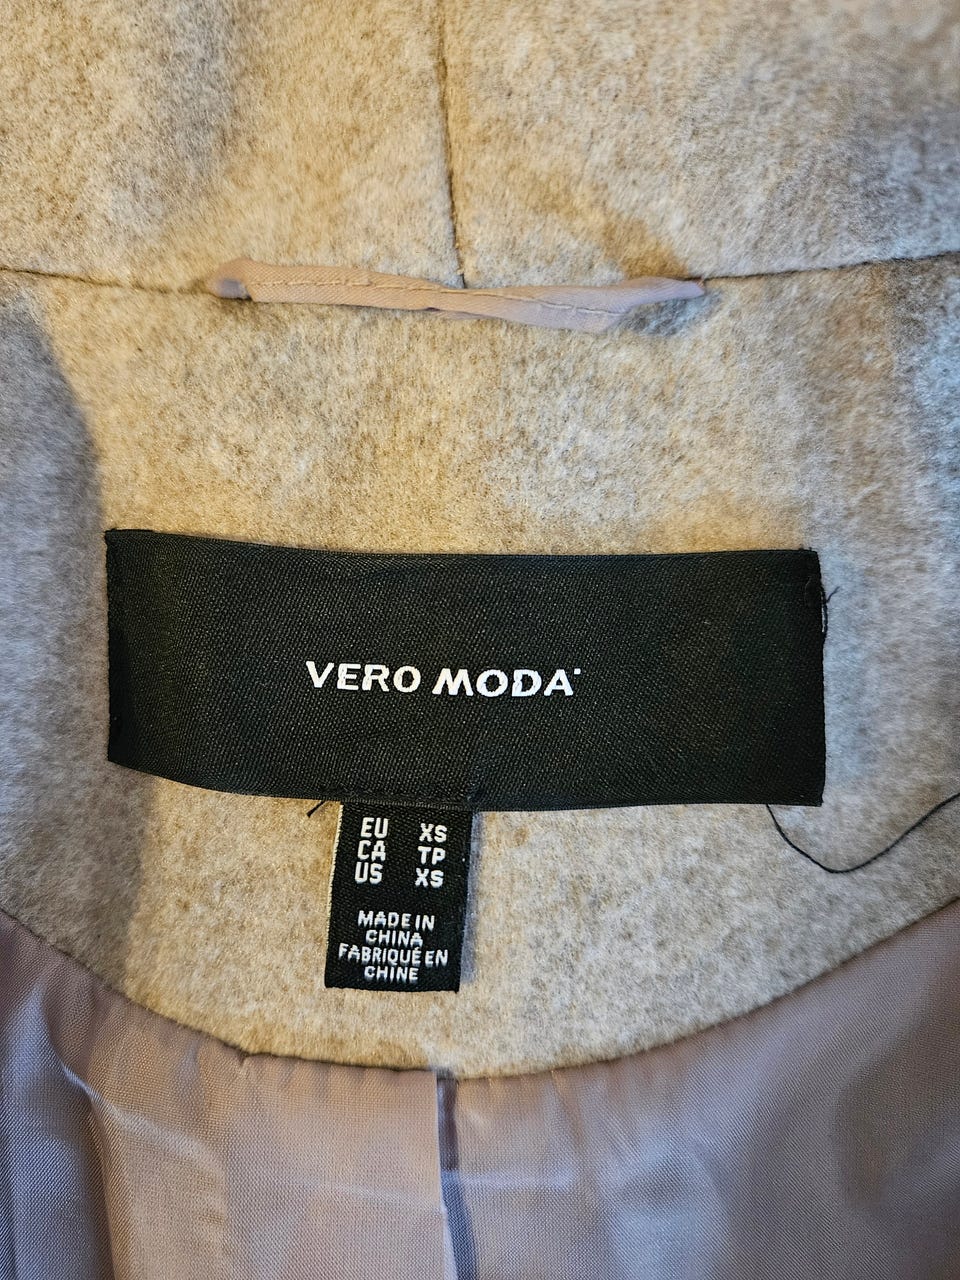 VERO MODA
EU XS
CA TP
US XS
MADE IN
CHINA
FABRIQUÉ EN
CHINE